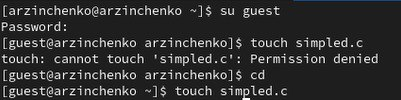 [arzinchenko@arzinchenko ~]$ su guest
Password:
[guest@arzinchenko arzinchenko]$ touch simpled.c
touch: cannot touch 'simpled.c': Permission denied
[guest@arzinchenko arzinchenko]$ cd
[guest@arzinchenko ~]$ touch simpled.c